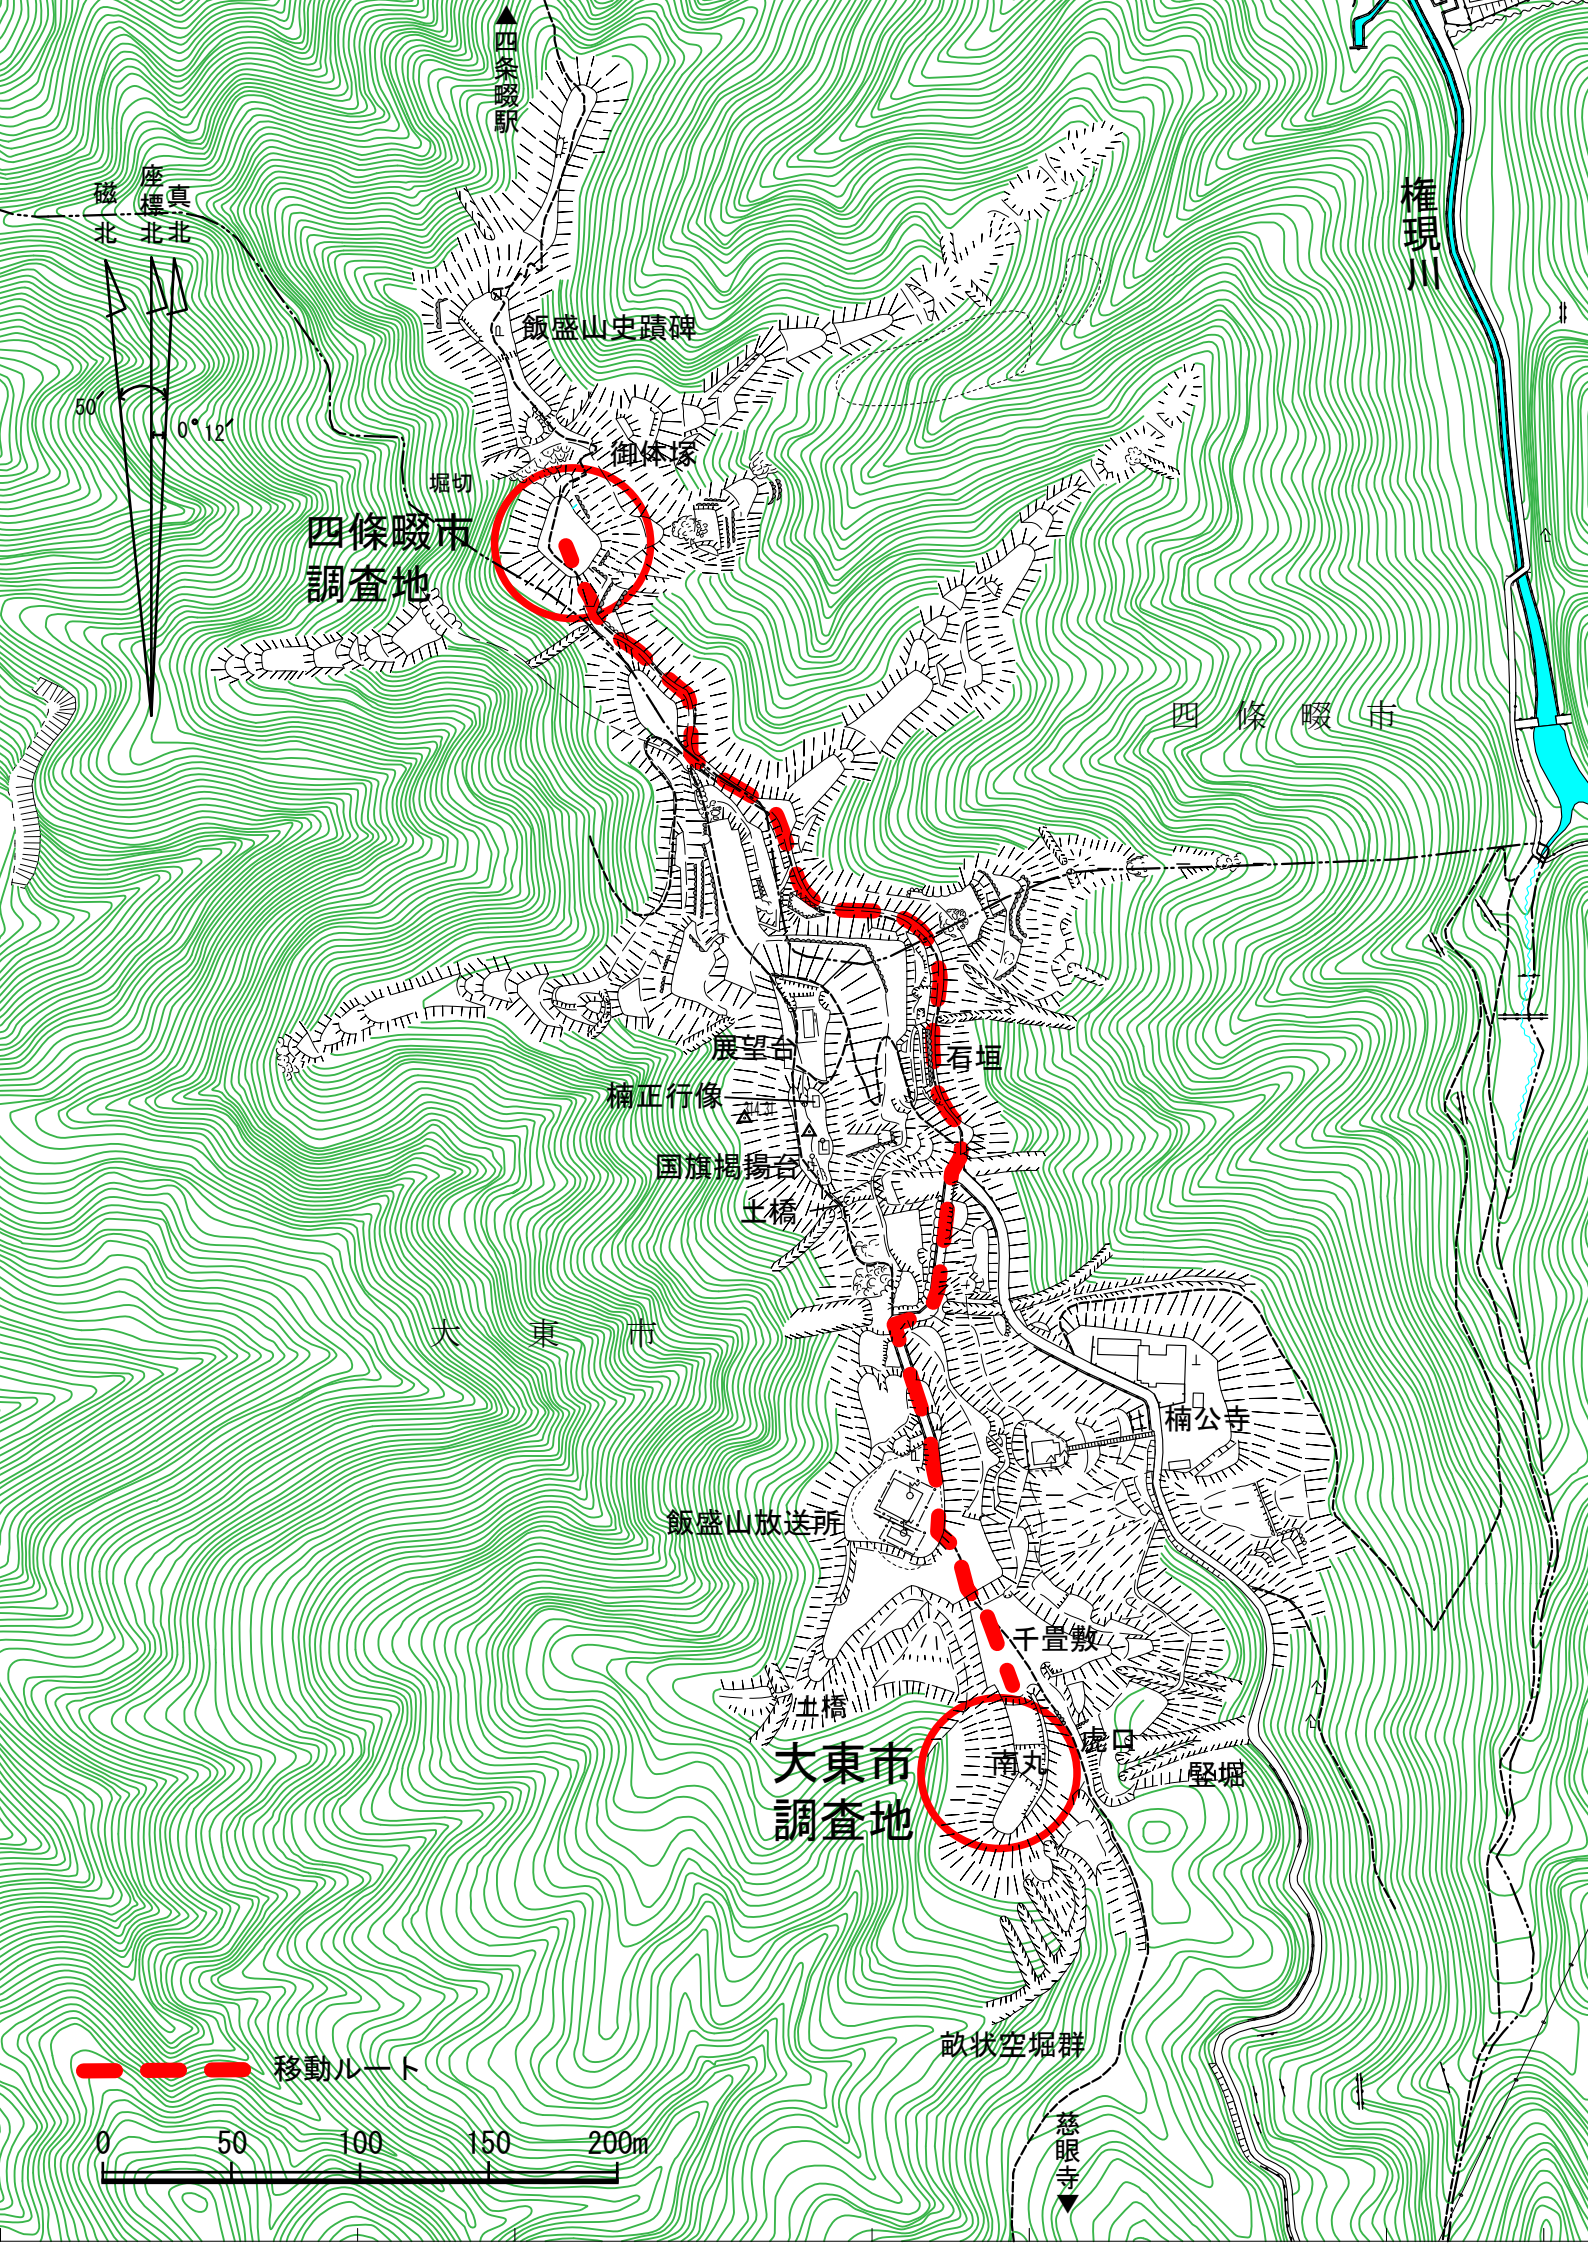 ▲四条畷駅
磁北
座標北
真北
50′
0°12′
権現川
飯盛山史蹟碑
御体塚
堀切
四條畷市
調査地
四條畷市
展望台
石垣
楠正行像
国旗掲揚台
土橋
大東市
楠公寺
飯盛山放送所
千畳敷
土橋
虎口
南丸
竪堀
大東市
調査地
畝状空堀群
移動ルート
0 50 100 150 200m
慈眼寺▼